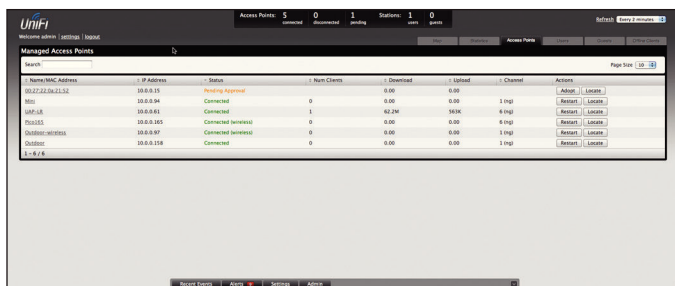 UniFi
Access Points: 5 connected 0 disconnected 1 pending Stations: 1 users 0 guests
Refresh Every 2 minutes
Welcome admin | settings | logout
Map Statistics Access Points Users Guests Offline Clients
Managed Access Points
Search Page Size 10
Name/MAC Address IP Address Status Num Clients Download Upload Channel Actions
00:27:22:0a:21:52 10.0.0.15 Pending Approval 0.00 0.00 Adopt Locate
Mini 10.0.0.94 Connected 0 0.00 0.00 1 (ng) Restart Locate
UAP-LR 10.0.0.61 Connected 1 62.2M 563K 6 (ng) Restart Locate
Pico165 10.0.0.165 Connected (wireless) 0 0.00 0.00 6 (ng) Restart Locate
Outdoor-wireless 10.0.0.97 Connected (wireless) 0 0.00 0.00 1 (ng) Restart Locate
Outdoor 10.0.0.158 Connected 0 0.00 0.00 1 (ng) Restart Locate
1 - 6 / 6
Recent Events Alerts Settings Admin